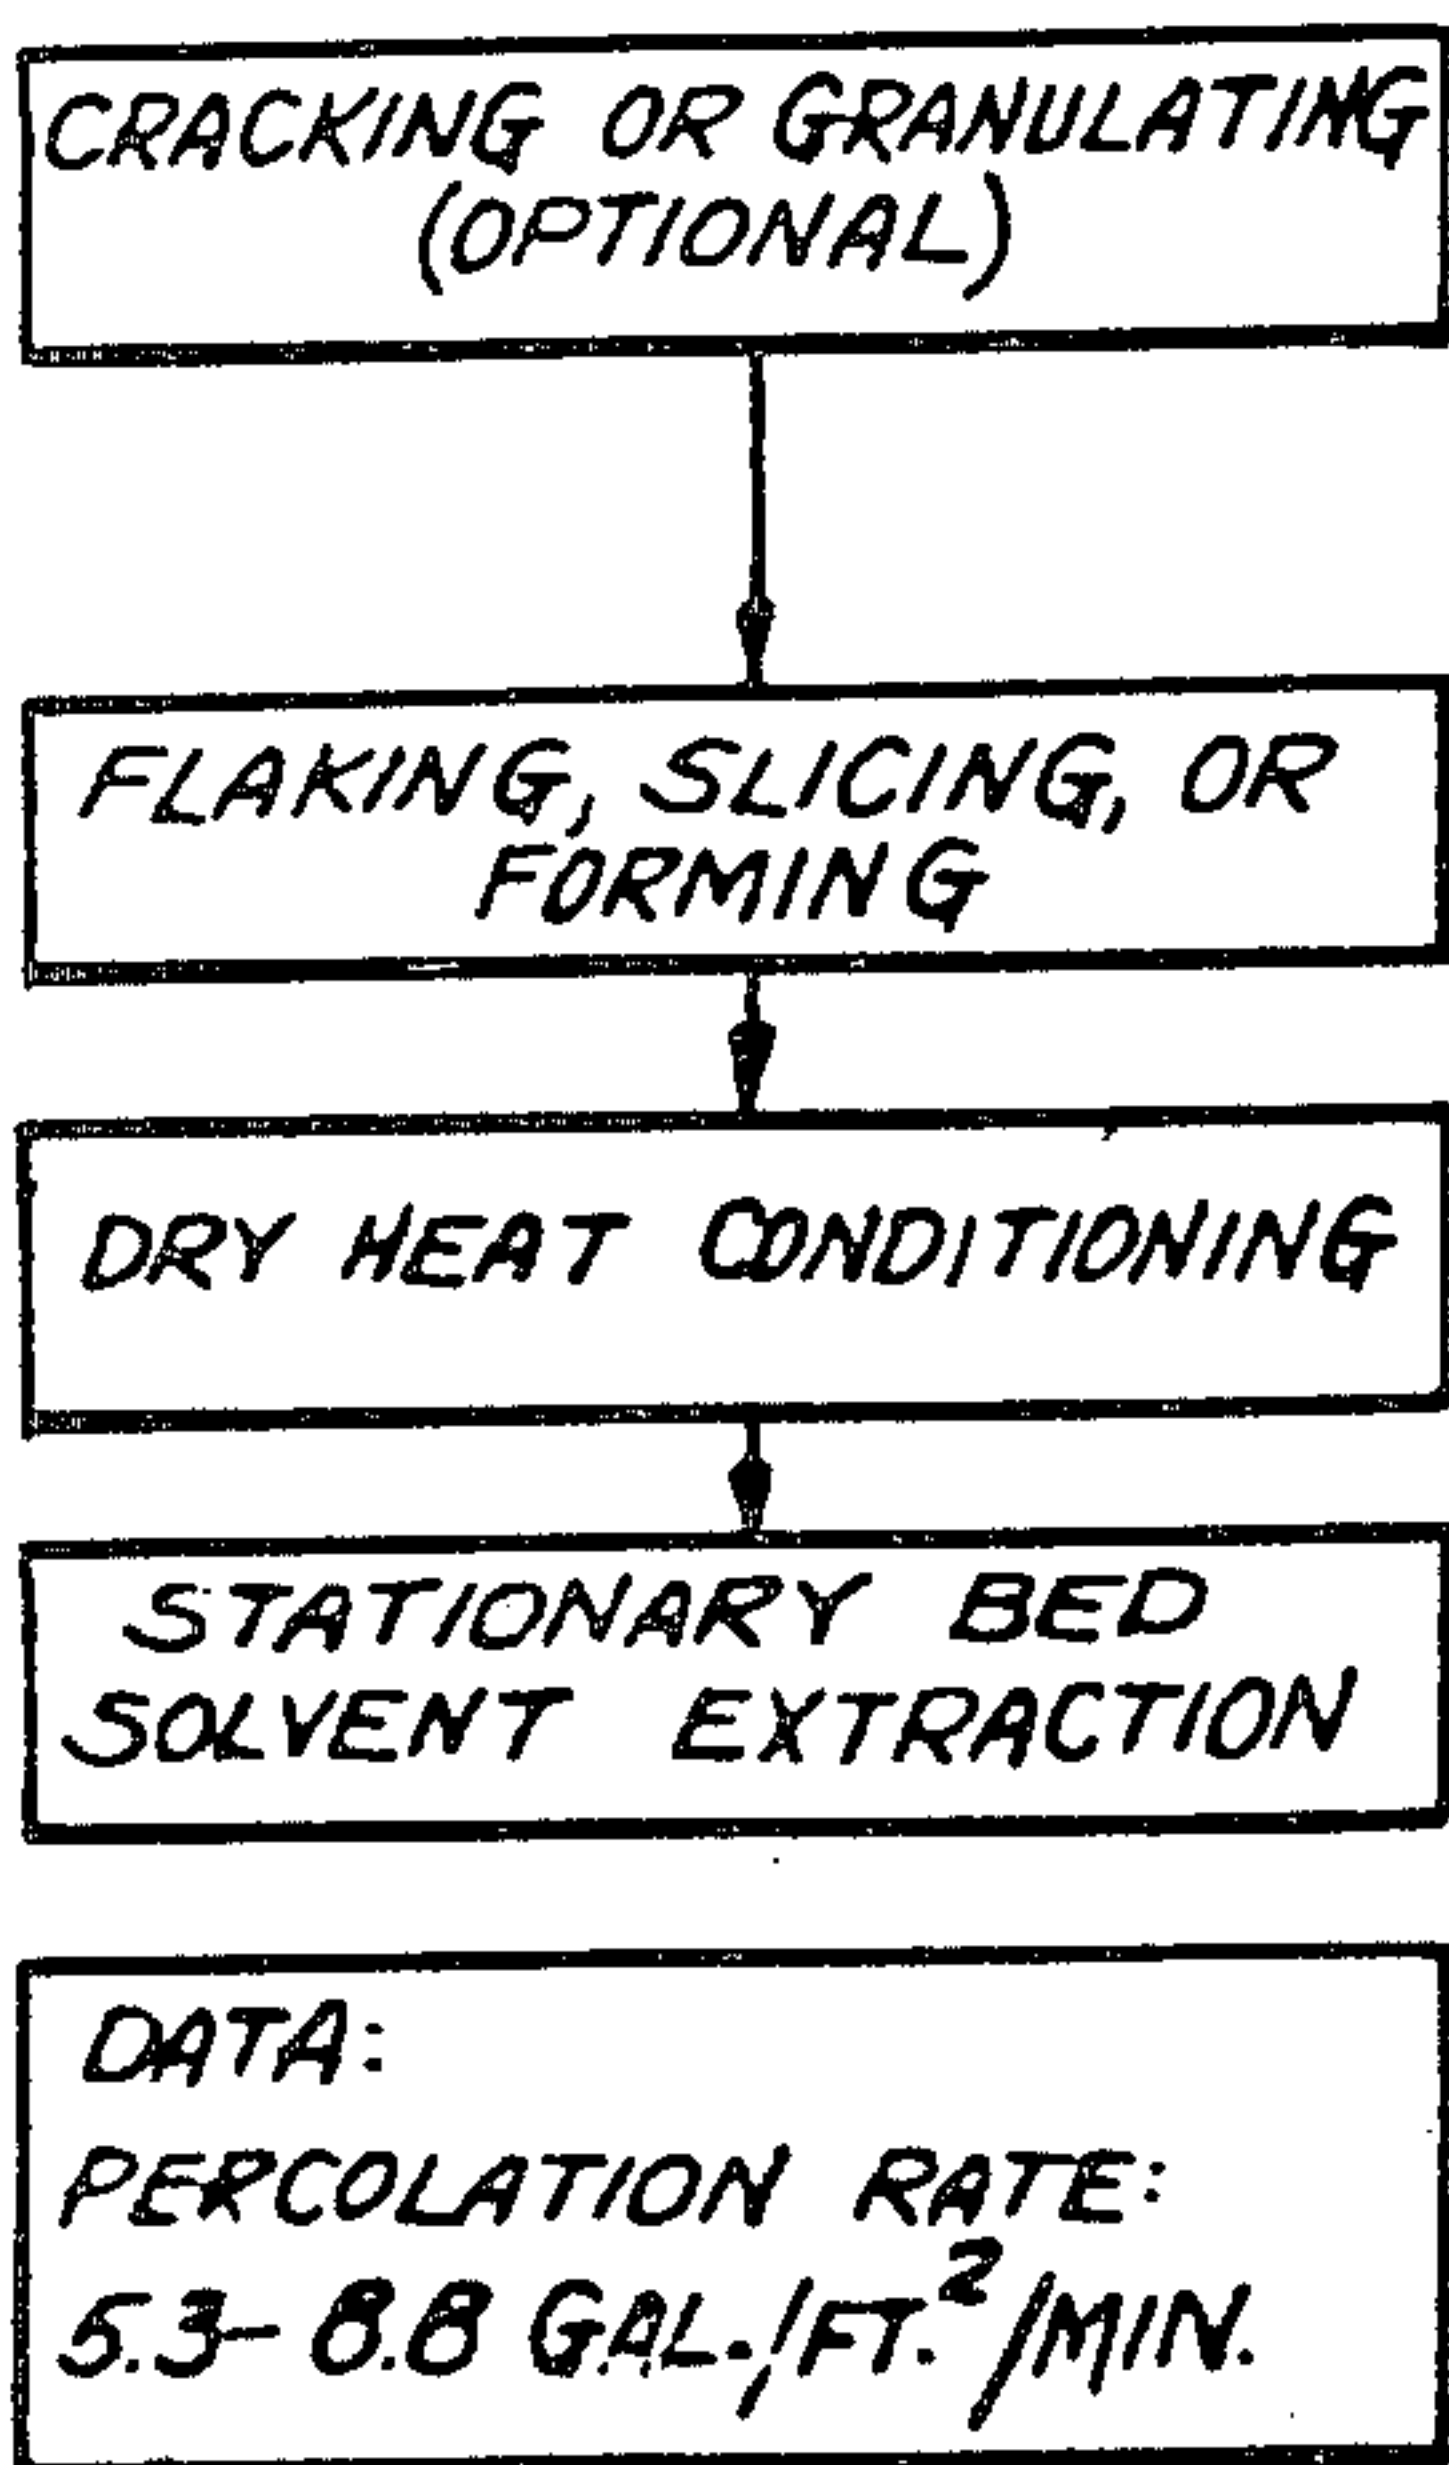 CRACKING OR GRANULATING
(OPTIONAL)
FLAKING, SLICING, OR
FORMING
DRY HEAT CONDITIONING
STATIONARY BED
SOLVENT EXTRACTION
DATA:
PERCOLATION RATE:
5.3-8.8 GAL./FT.²/MIN.